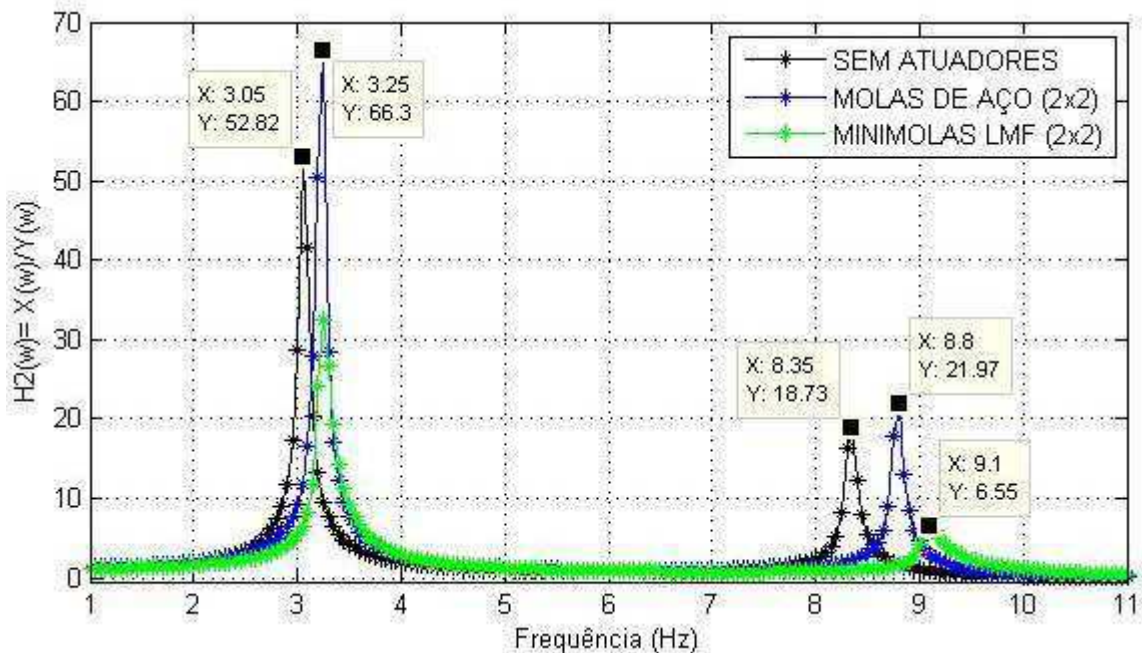 70
60
50
40
30
20
10
0
H2(w)= X(w)/Y(w)
X: 3.05
Y: 52.82
X: 3.25
Y: 66.3
SEM ATUADORES
MOLAS DE AÇO (2x2)
MINIMOLAS LMF (2x2)
X: 8.35
Y: 18.73
X: 8.8
Y: 21.97
X: 9.1
Y: 6.55
1 2 3 4 5 6 7 8 9 10 11
Frequência (Hz)